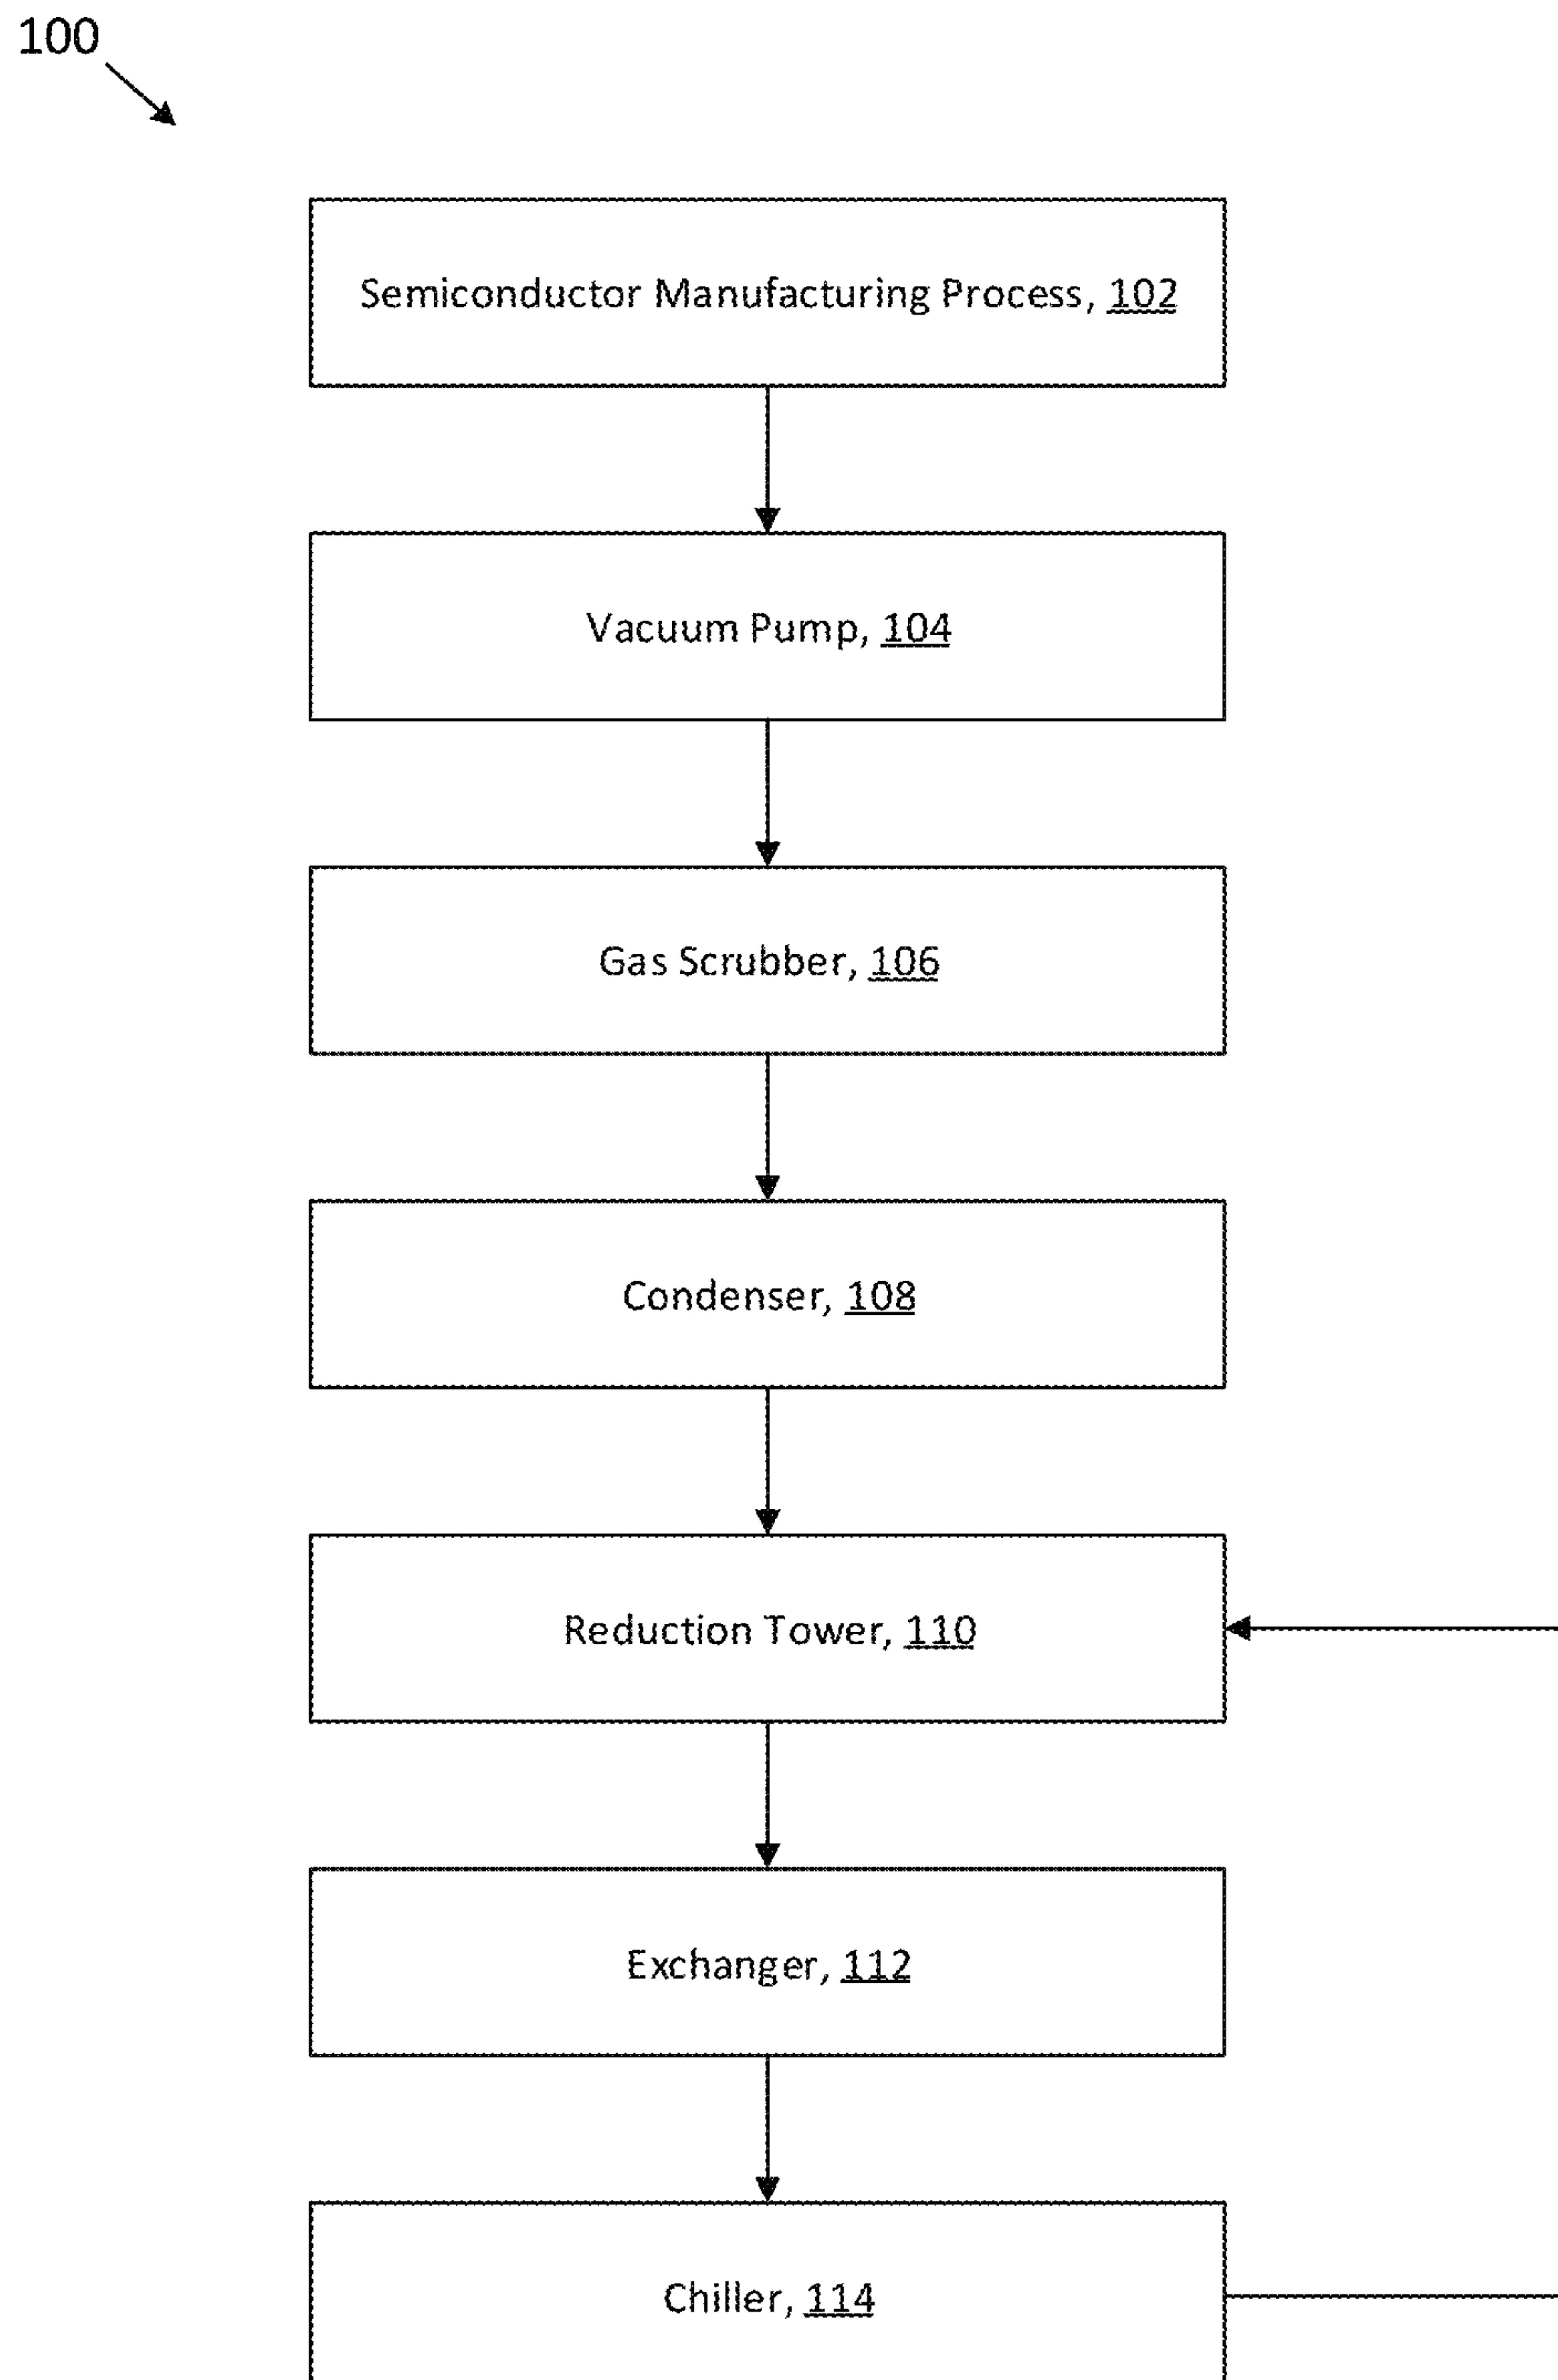 100
Semiconductor Manufacturing Process, 102
Vacuum Pump, 104
Gas Scrubber, 106
Condenser, 108
Reduction Tower, 110
Exchanger, 112
Chiller, 114